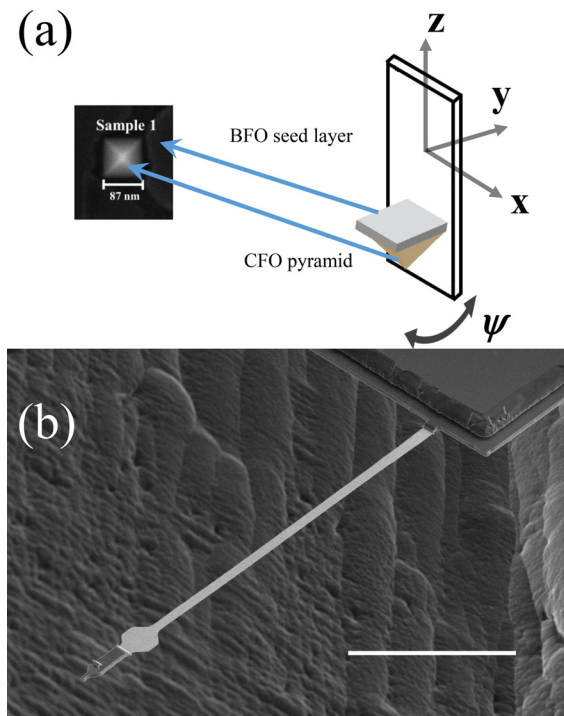 (a)
z
y
x
Sample 1
87 nm
BFO seed layer
CFO pyramid
ψ
(b)